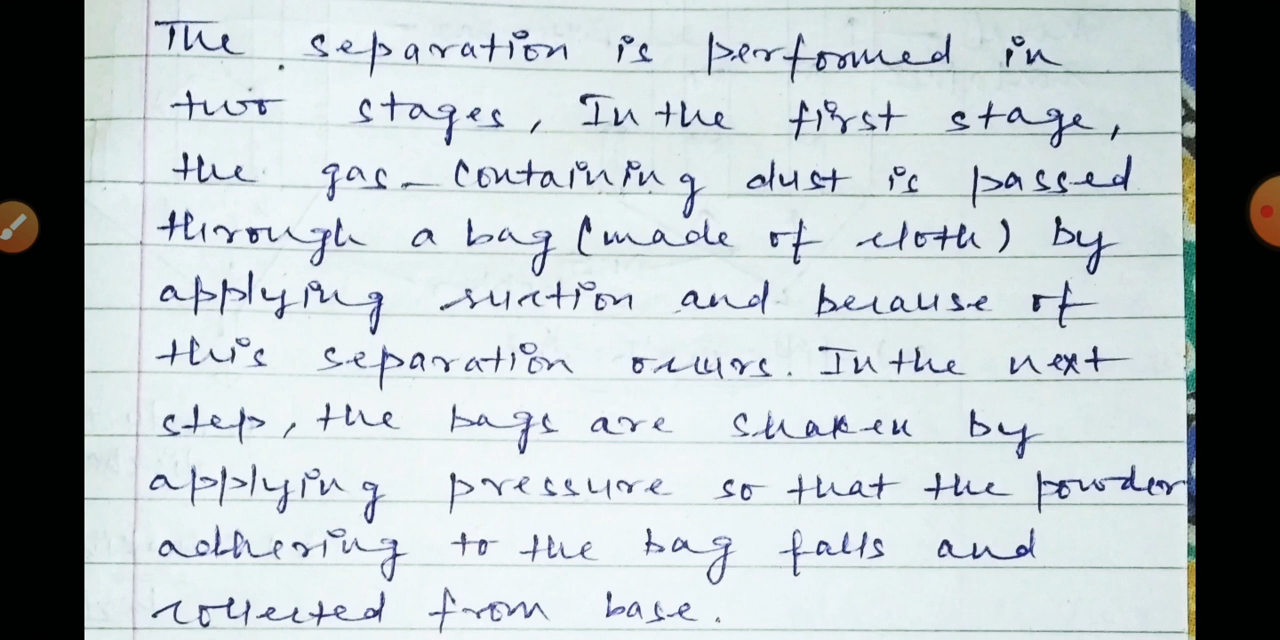 The separation is performed in
two stages, In the first stage,
the gas-containing dust is passed
through a bag (made of cloth) by
applying suction and because of
this separation occurs. In the next
step, the bags are shaken by
applying pressure so that the powder
adhering to the bag falls and
collected from base.